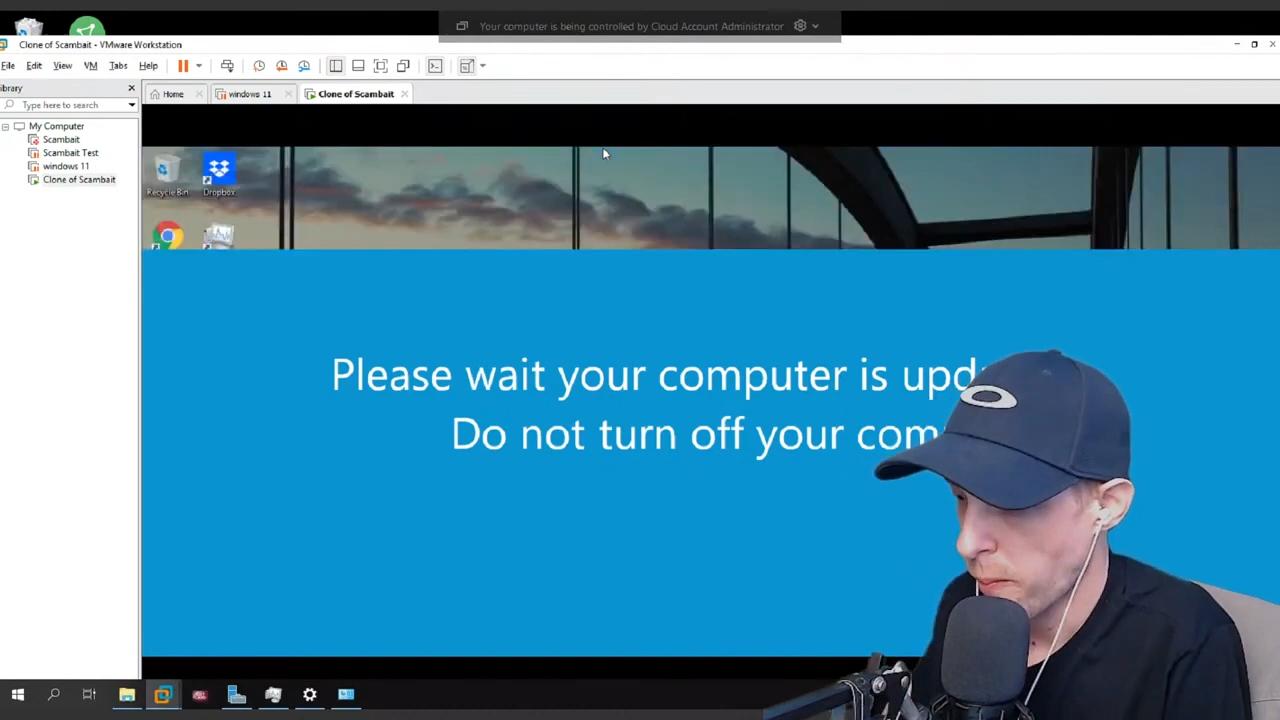 Your computer is being controlled by Cloud Account Administrator
Clone of Scambait - VMware Workstation
File Edit View VM Tabs Help
Library
Home
windows 11
Clone of Scambait
Type here to search
My Computer
Scambait
Scambait Test
windows 11
Clone of Scambait
Recycle Bin
Dropbox
Please wait your computer is upd
Do not turn off your com